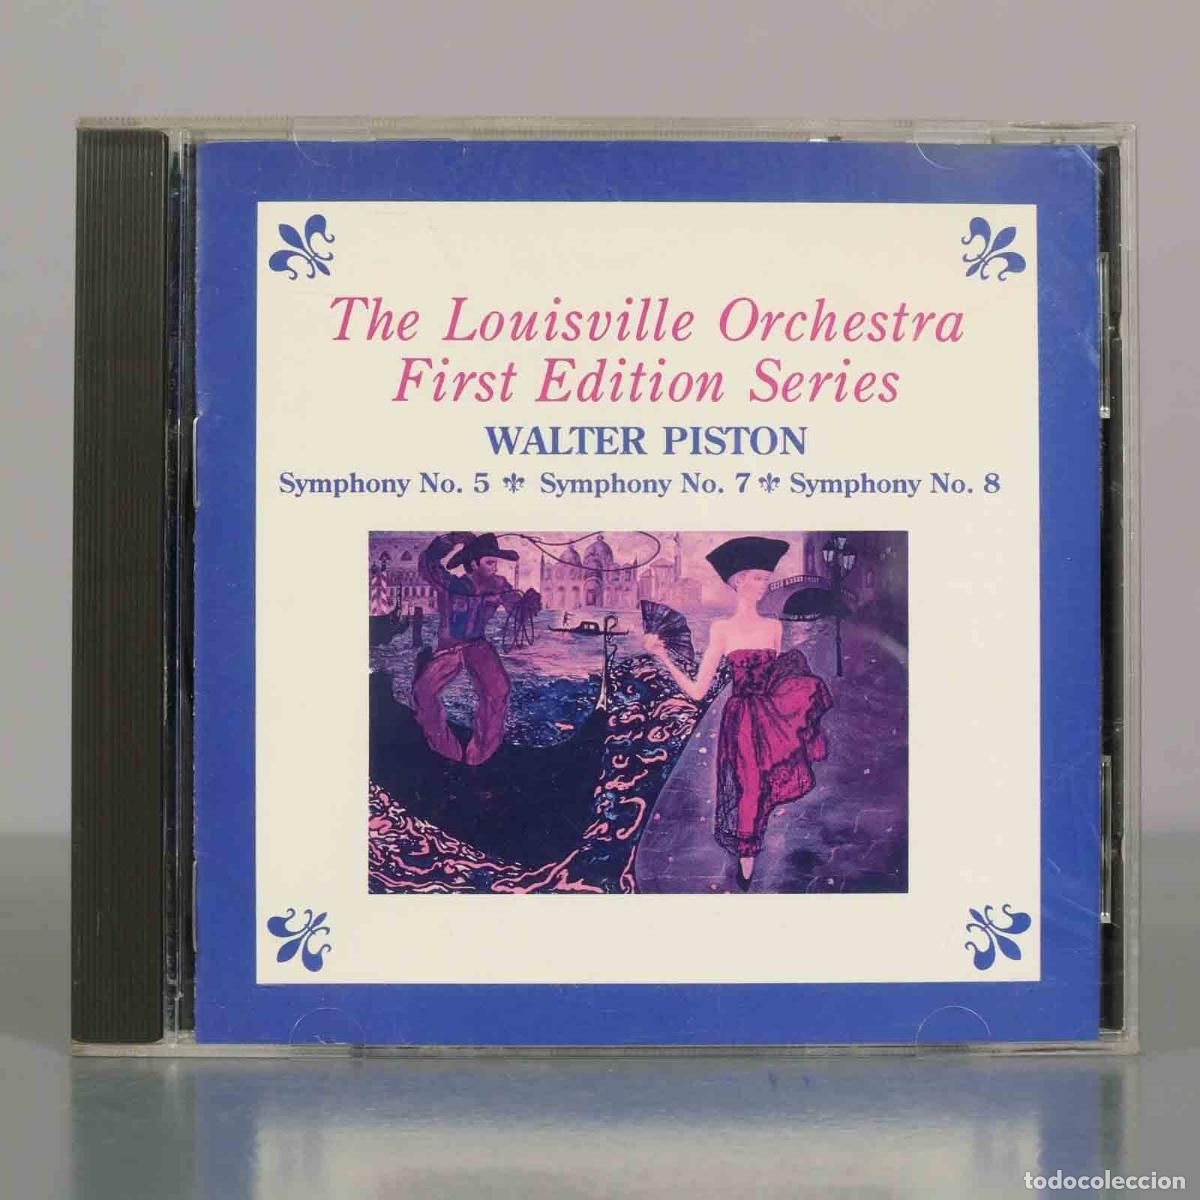 The Louisville Orchestra
First Edition Series
WALTER PISTON
Symphony No. 5 ⚜ Symphony No. 7 ⚜ Symphony No. 8
todocoleccion